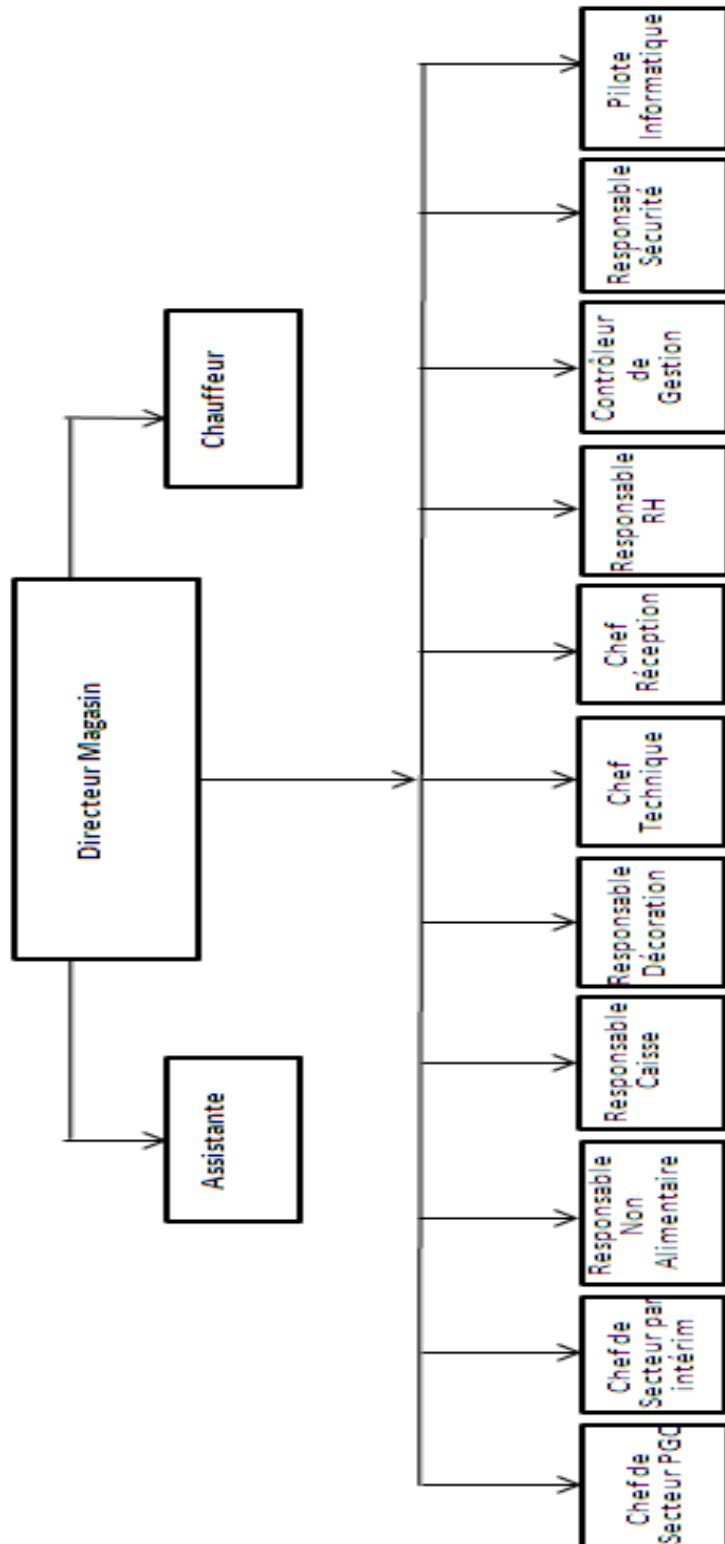 Directeur Magasin
Assistante
Chauffeur
Chef de
Secteur PGC
Chef de
Secteur par
intérim
Responsable
Non
Alimentaire
Responsable
Caisse
Responsable
Décoration
Chef
Technique
Chef
Réception
Responsable
RH
Contrôleur
de
Gestion
Responsable
Sécurité
Pilote
Informatique